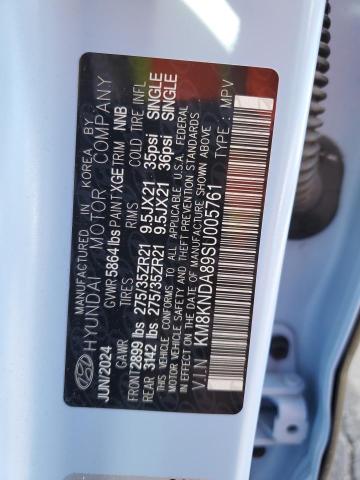 MANUFACTURED IN KOREA BY
HYUNDAI MOTOR COMPANY
JUN/2024 GVWR 5864 lbs PAINT XGE TRIM NNB
GAWR TIRES RIMS COLD TIRE INFL
FRONT 2899 lbs 275/35ZR21 9.5JX21 35psi SINGLE
REAR 3142 lbs 275/35ZR21 9.5JX21 36psi SINGLE
THIS VEHICLE CONFORMS TO ALL APPLICABLE U.S.A. FEDERAL
MOTOR VEHICLE SAFETY AND THEFT PREVENTION STANDARDS
IN EFFECT ON THE DATE OF MANUFACTURE SHOWN ABOVE
V.I.N: KM8KNDA89SU005761 TYPE : MPV